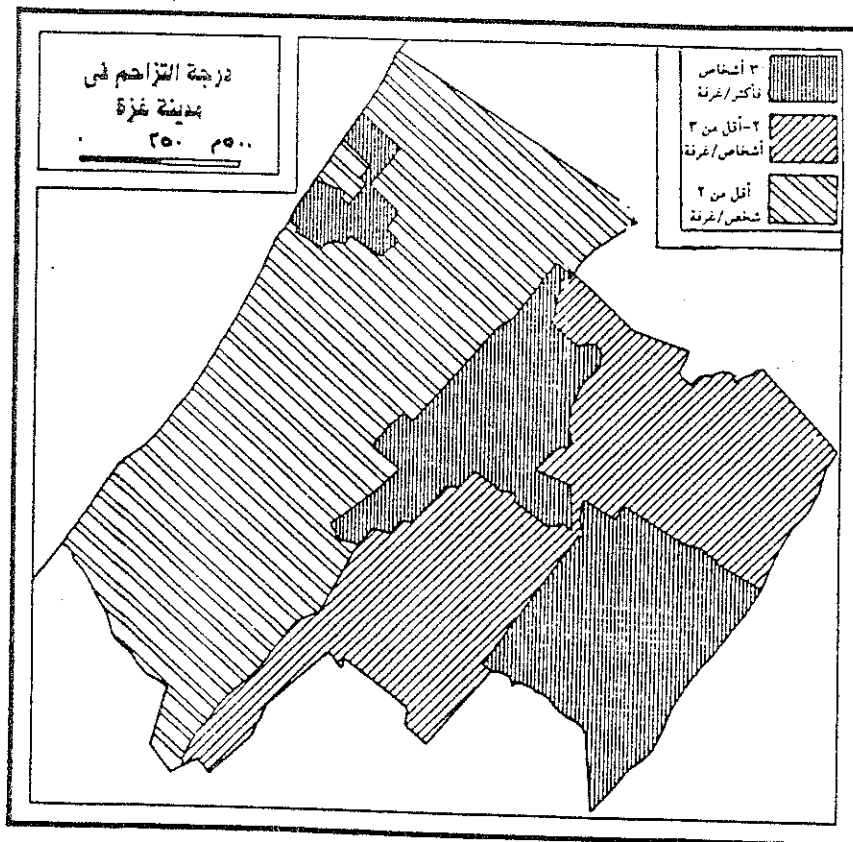 درجة التزاحم فى
مدينة غزة
٠ ٢٥٠ ٥٠٠م
٣ أشخاص
فأكثر/غرفة
٢-أقل من ٣
أشخاص/غرفة
أقل من ٢
شخص/غرفة